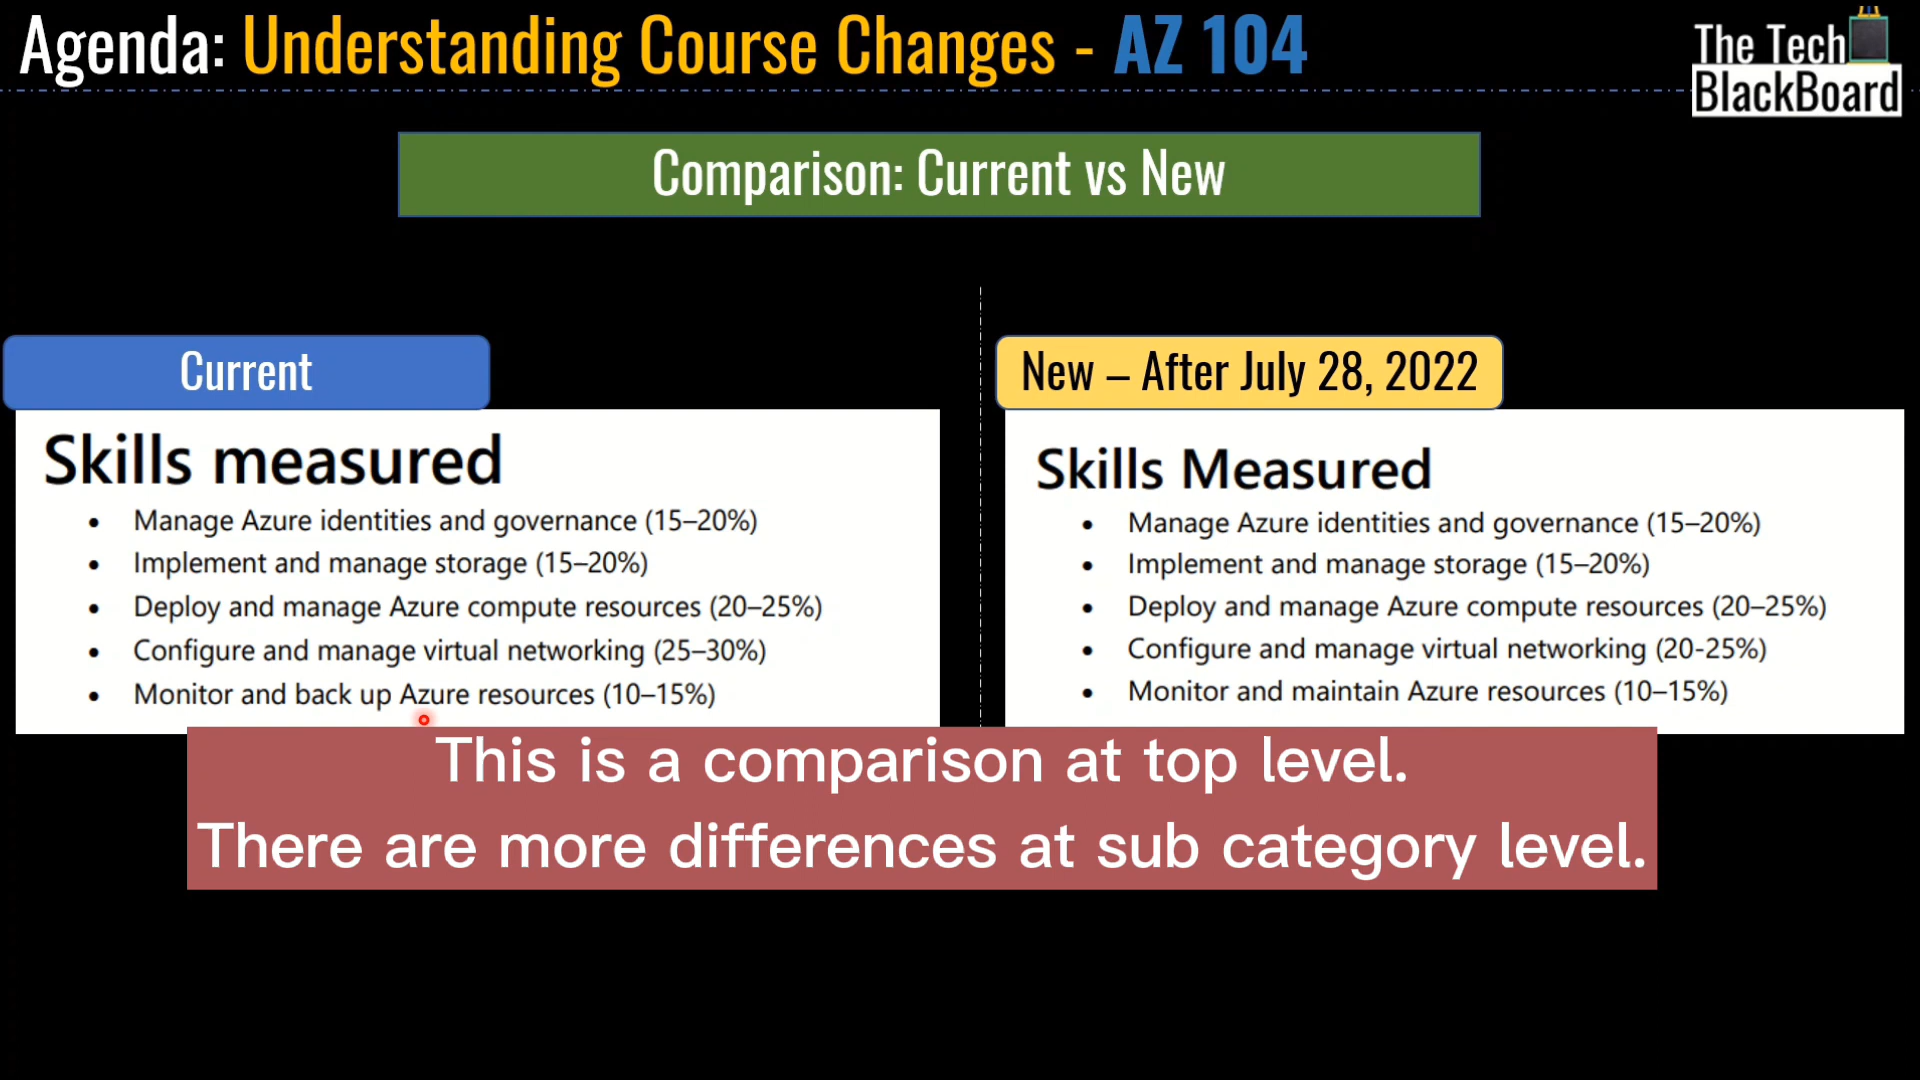 Agenda: Understanding Course Changes - AZ 104
The Tech
BlackBoard
Comparison: Current vs New
Current
Skills measured
• Manage Azure identities and governance (15–20%)
• Implement and manage storage (15–20%)
• Deploy and manage Azure compute resources (20–25%)
• Configure and manage virtual networking (25–30%)
• Monitor and back up Azure resources (10–15%)
New – After July 28, 2022
Skills Measured
• Manage Azure identities and governance (15–20%)
• Implement and manage storage (15–20%)
• Deploy and manage Azure compute resources (20–25%)
• Configure and manage virtual networking (20-25%)
• Monitor and maintain Azure resources (10–15%)
This is a comparison at top level.
There are more differences at sub category level.